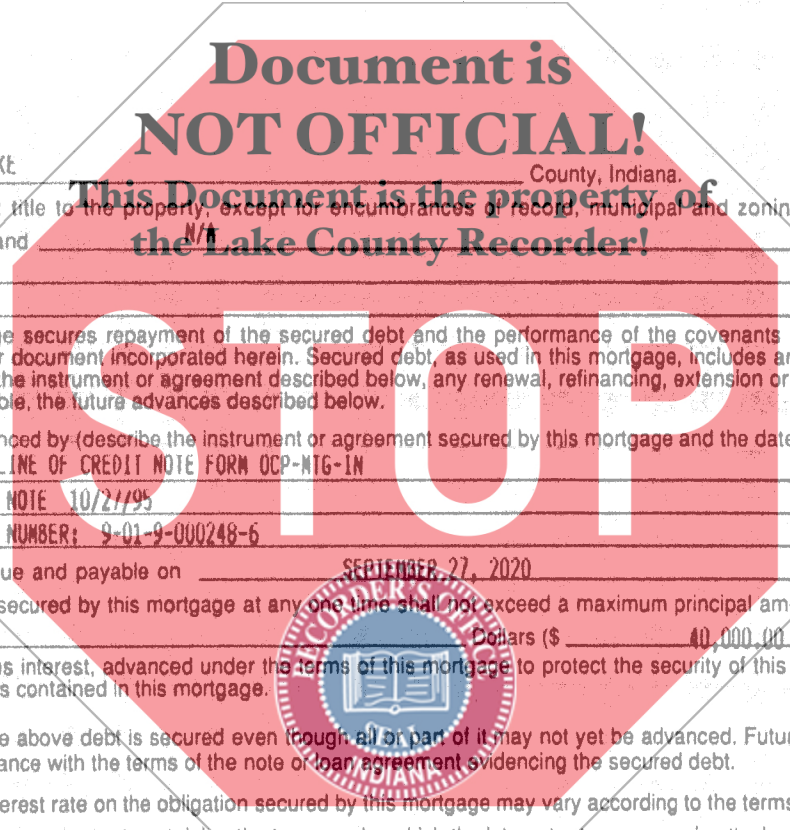 Document is
NOT OFFICIAL!
KE County, Indiana.
This Document is the property of
title to the property, except for encumbrances of record, municipal and zonin
and N/A
the Lake County Recorder!
STOP
ge secures repayment of the secured debt and the performance of the covenants
r document incorporated herein. Secured debt, as used in this mortgage, includes an
he instrument or agreement described below, any renewal, refinancing, extension or
ble, the future advances described below.
nced by (describe the instrument or agreement secured by this mortgage and the date
LINE OF CREDIT NOTE FORM OCP-MTG-IN
NOTE 10/27/95
NUMBER: 9-01-9-000248-6
ue and payable on SEPTEMBER 27, 2020
secured by this mortgage at any one time shall not exceed a maximum principal am
Dollars ($ 40,000.00
RECORDER'S OFFICE
SEAL
INDIANA
s interest, advanced under the terms of this mortgage to protect the security of this
s contained in this mortgage.
e above debt is secured even though all or part of it may not yet be advanced. Futur
ance with the terms of the note or loan agreement evidencing the secured debt.
erest rate on the obligation secured by this mortgage may vary according to the terms